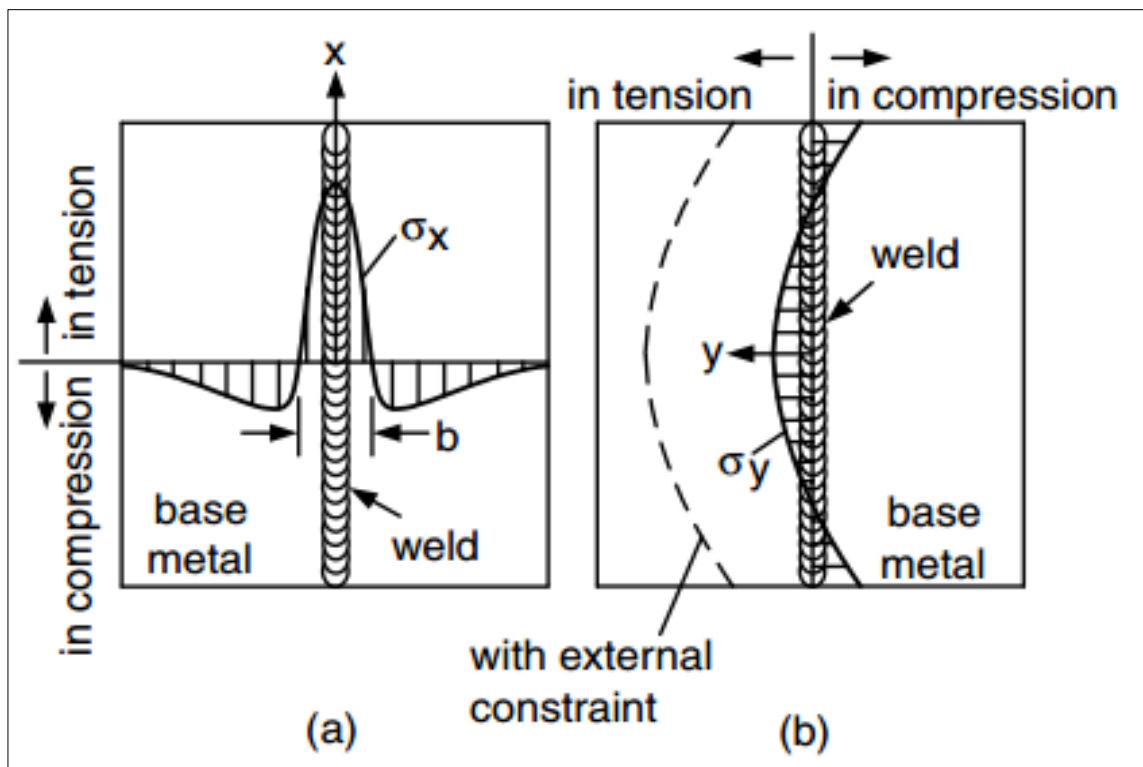 x
in tension
in compression
σx
b
base
metal
weld
(a)
in tension
in compression
weld
y
σy
base
metal
with external
constraint
(b)